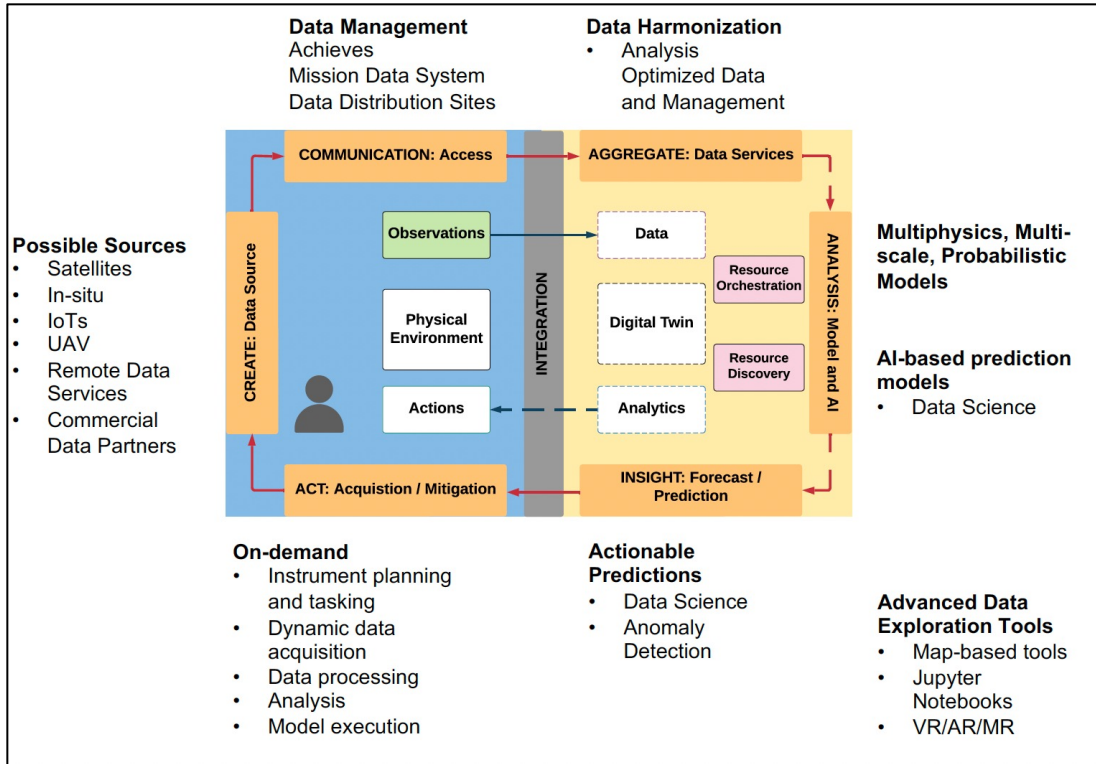 Data Management
Achieves
Mission Data System
Data Distribution Sites
Data Harmonization
• Analysis
Optimized Data
and Management
COMMUNICATION: Access
AGGREGATE: Data Services
Possible Sources
• Satellites
• In-situ
• IoTs
• UAV
• Remote Data
Services
• Commercial
Data Partners
CREATE: Data Source
Observations
Physical
Environment
Actions
INTEGRATION
Data
Digital Twin
Analytics
Resource
Orchestration
Resource
Discovery
ANALYSIS: Model and AI
Multiphysics, Multi-
scale, Probabilistic
Models
AI-based prediction
models
• Data Science
ACT: Acquistion / Mitigation
INSIGHT: Forecast /
Prediction
On-demand
• Instrument planning
and tasking
• Dynamic data
acquisition
• Data processing
• Analysis
• Model execution
Actionable
Predictions
• Data Science
• Anomaly
Detection
Advanced Data
Exploration Tools
• Map-based tools
• Jupyter
Notebooks
• VR/AR/MR